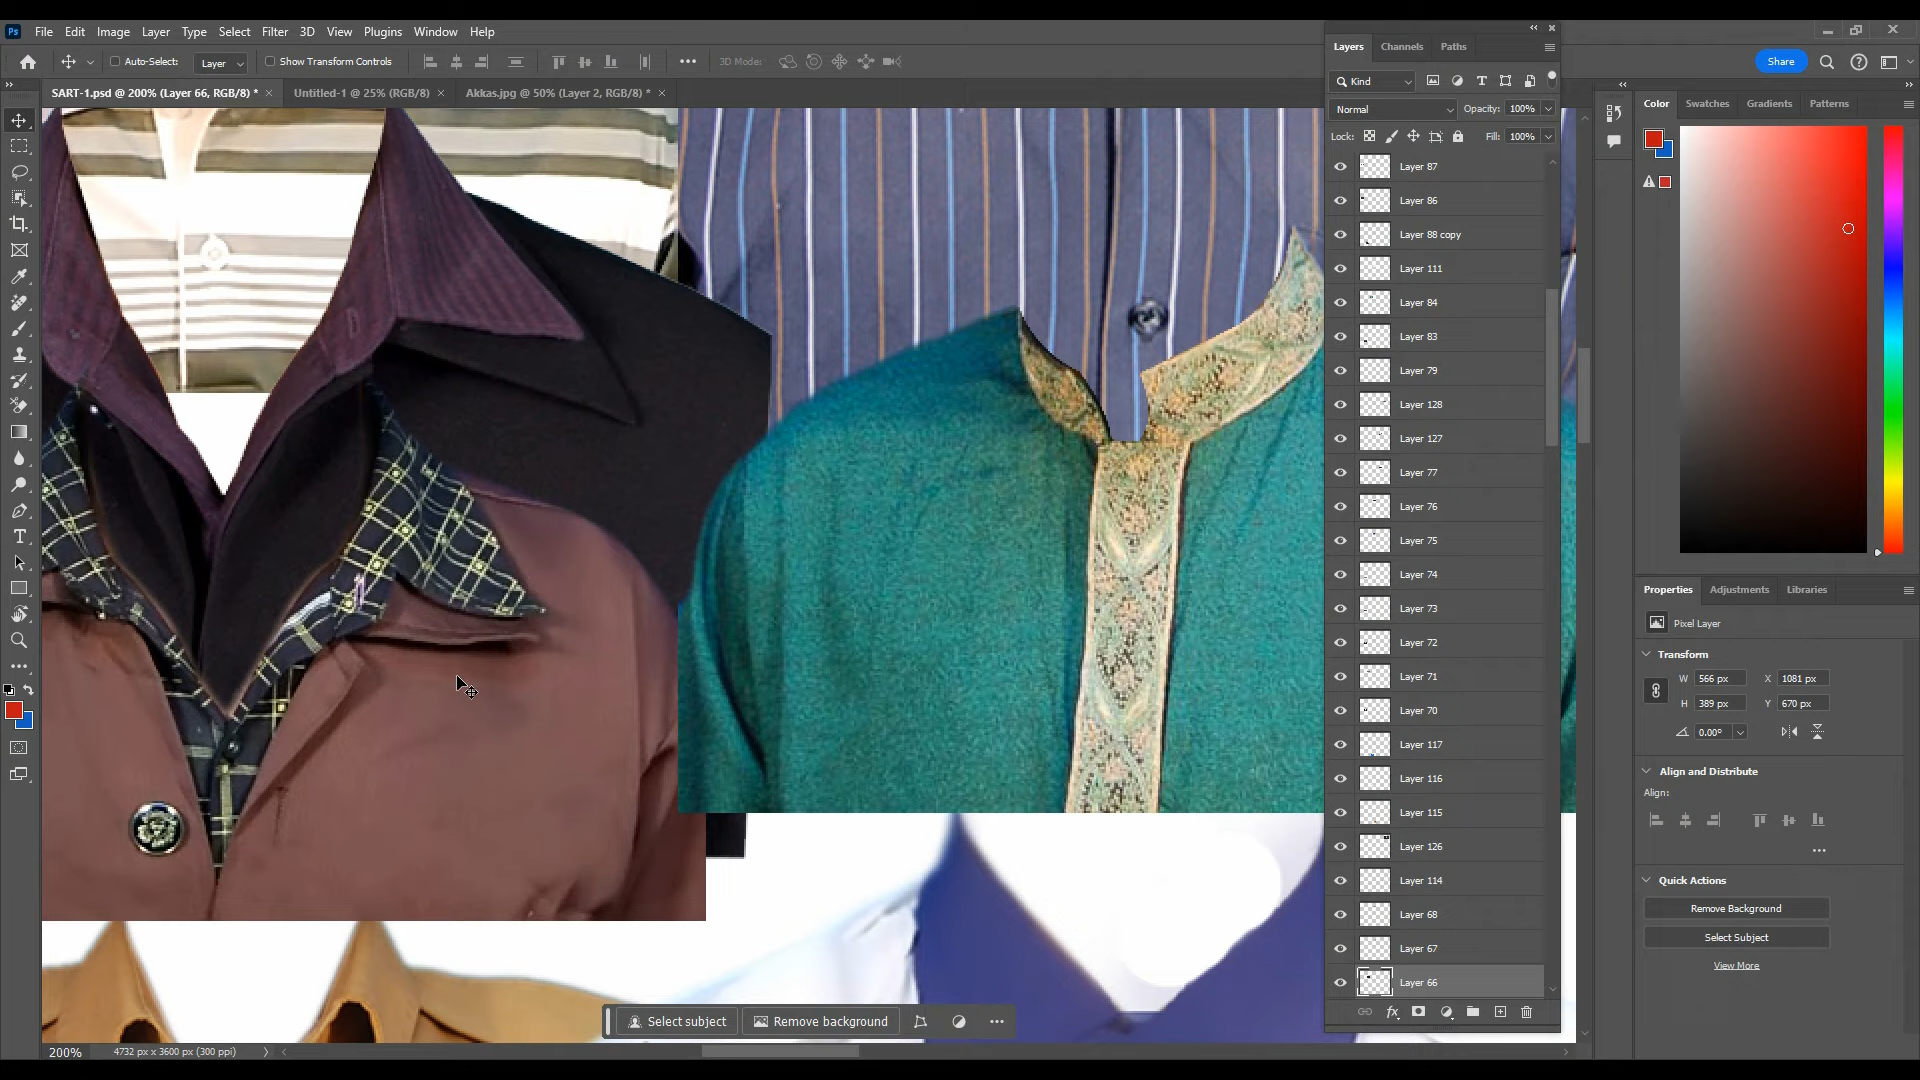 Ps File Edit Image Layer Type Select Filter 3D View Plugins Window Help
Auto-Select: Layer Show Transform Controls 3D Mode: Share
SART-1.psd @ 200% (Layer 66, RGB/8) * Untitled-1 @ 25% (RGB/8) Akkas.jpg @ 50% (Layer 2, RGB/8) *
Layers Channels Paths
Kind
Normal Opacity: 100%
Lock: Fill: 100%
Layer 87
Layer 86
Layer 88 copy
Layer 111
Layer 84
Layer 83
Layer 79
Layer 128
Layer 127
Layer 77
Layer 76
Layer 75
Layer 74
Layer 73
Layer 72
Layer 71
Layer 70
Layer 117
Layer 116
Layer 115
Layer 126
Layer 114
Layer 68
Layer 67
Layer 66
fx
Color Swatches Gradients Patterns
Properties Adjustments Libraries
Pixel Layer
Transform
W 566 px X 1081 px
H 389 px Y 670 px
0.00°
Align and Distribute
Align:
Quick Actions
Remove Background
Select Subject
View More
Select subject Remove background
200% 4732 px x 3600 px (300 ppi)